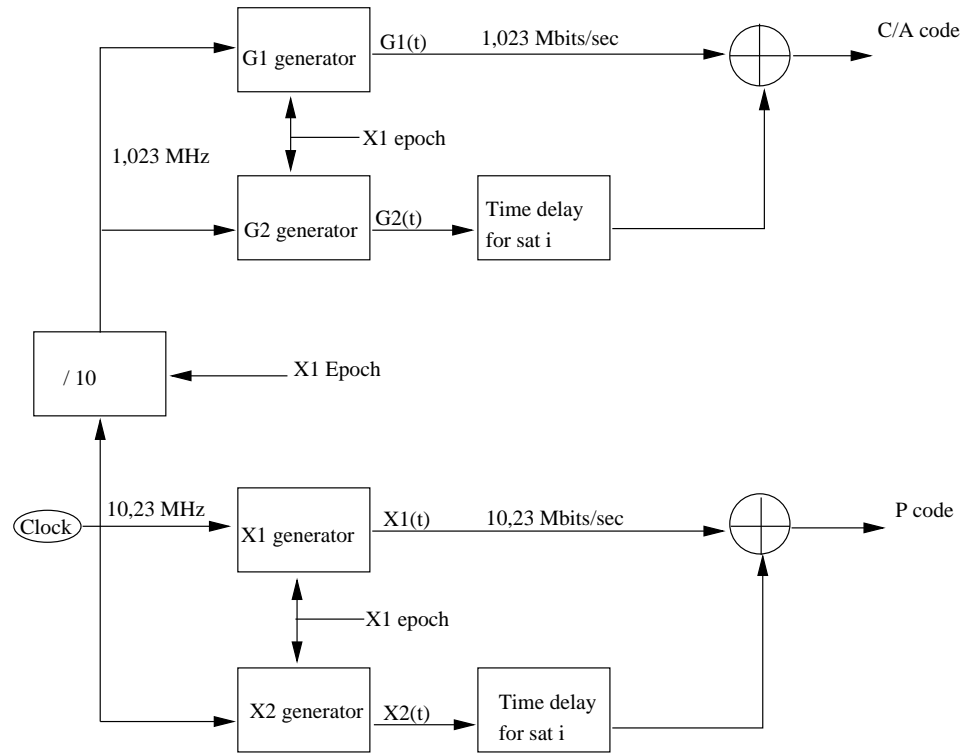 G1 generator
G1(t)
1,023 Mbits/sec
C/A code
X1 epoch
1,023 MHz
G2 generator
G2(t)
Time delay
for sat i
/ 10
X1 Epoch
Clock
10,23 MHz
X1 generator
X1(t)
10,23 Mbits/sec
P code
X1 epoch
X2 generator
X2(t)
Time delay
for sat i